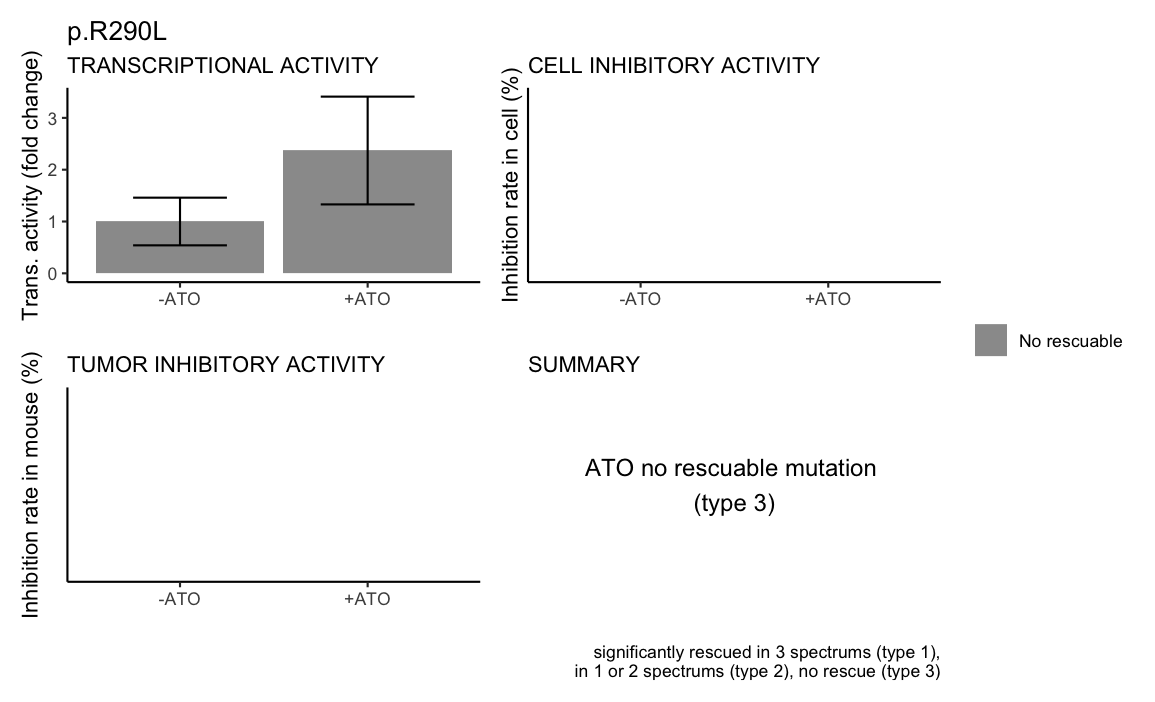 p.R290L
TRANSCRIPTIONAL ACTIVITY
Trans. activity (fold change)
3
2
1
0
-ATO
+ATO
CELL INHIBITORY ACTIVITY
Inhibition rate in cell (%)
-ATO
+ATO
No rescuable
TUMOR INHIBITORY ACTIVITY
Inhibition rate in mouse (%)
-ATO
+ATO
SUMMARY
ATO no rescuable mutation
(type 3)
significantly rescued in 3 spectrums (type 1),
in 1 or 2 spectrums (type 2), no rescue (type 3)